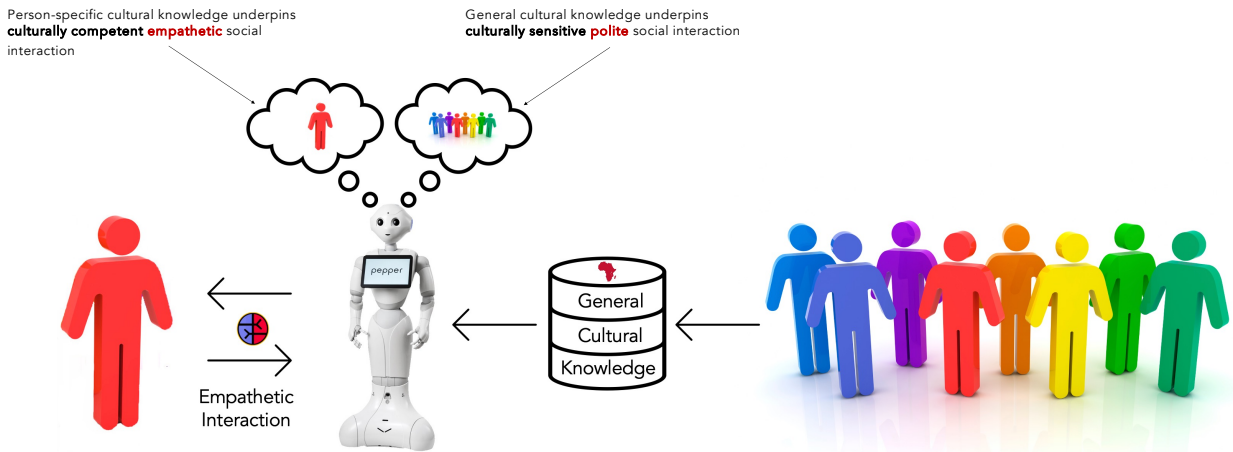 Person-specific cultural knowledge underpins
culturally competent empathetic social
interaction
General cultural knowledge underpins
culturally sensitive polite social interaction
pepper
General
Cultural
Knowledge
Empathetic
Interaction